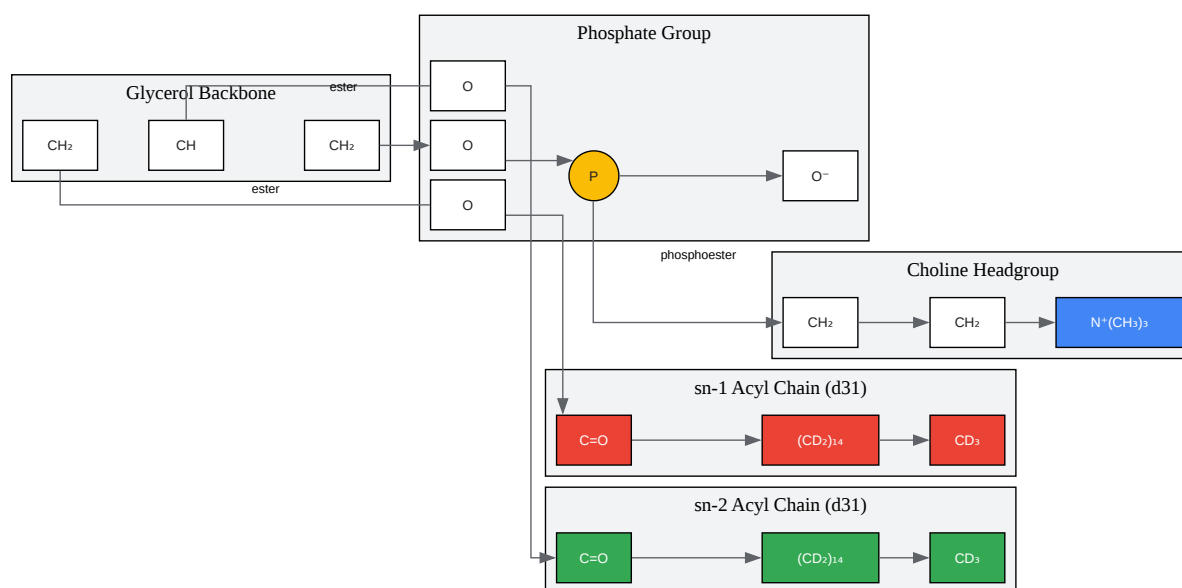 Phosphate Group
O
ester
Glycerol Backbone
CH₂
CH
CH₂
O
P
O⁻
ester
O
phosphoester
Choline Headgroup
CH₂
CH₂
N⁺(CH₃)₃
sn-1 Acyl Chain (d31)
C=O
(CD₂)₁₄
CD₃
sn-2 Acyl Chain (d31)
C=O
(CD₂)₁₄
CD₃